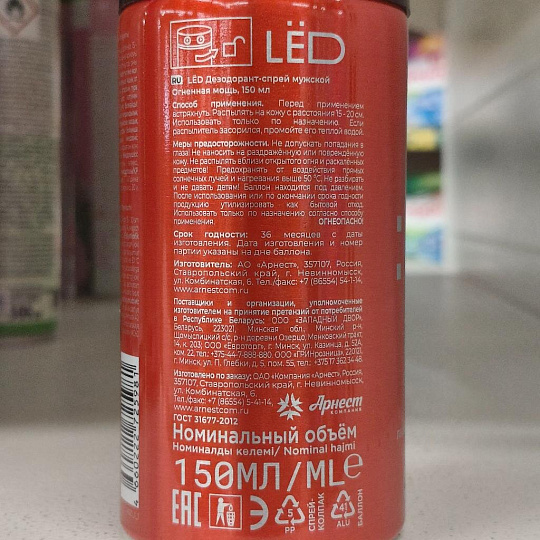 LЁD
RU LЁD Дезодорант-спрей мужской
Огненная мощь, 150 мл
Способ применения. Перед применением
встряхнуть. Распылять на кожу с расстояния 15-20 см.
Использовать только по назначению. Если
распылитель засорился, промойте его теплой водой.
Меры предосторожности. Не допускать попадания в
глаза! Не наносить на раздражённую или повреждённую
кожу. Не распылять вблизи открытого огня и раскаленных
предметов! Предохранять от воздействия прямых
солнечных лучей и нагревания выше 50 °С. Не разбирать
и не давать детям! Баллон находится под давлением.
После использования или по окончании срока годности
продукцию утилизировать как бытовой отход.
Использовать только по назначению согласно способу
применения. ОГНЕОПАСНО!
Срок годности: 36 месяцев с даты
изготовления. Дата изготовления и номер
партии указаны на дне баллона.
Изготовитель: АО «Арнест», 357107, Россия,
Ставропольский край, г. Невинномысск,
ул. Комбинатская, 6. Тел./факс: +7 (86554) 5-41-14,
www.arnestcom.ru
Поставщики и организации, уполномоченные
изготовителем на принятие претензий от потребителей
в Республике Беларусь: ООО «ЗАПАДНЫЙ ДВОР»,
Беларусь, 223021, Минская обл., Минский р-н,
Щомыслицкий с/с, р-н деревни Озерцо, Меньковский тракт,
14, к. 203; ООО «Евроторг», г. Минск, ул. Казинца, д. 52А,
ком. 22, тел.: +375-44-7-888-880, ООО «ГРИНрозница», 220121,
г. Минск, ул. П. Глебки, д. 5, пом. 55, тел.: +375 17 362 34 46
Изготовлено по заказу: ОАО «Компания «Арнест», Россия,
357107, Ставропольский край, г. Невинномысск,
ул. Комбинатская, 6.
Тел./факс: +7 (86554) 5-41-14,
www.arnestcom.ru
Арнест
КОМПАНИЯ
ГОСТ 31677-2012
Номинальный объём
Номиналды көлемі/ Nominal hajmi
150МЛ/ML℮
EAC
5
PP
СПРЕЙ-
КОЛПАК
41
ALU
БАЛЛОН